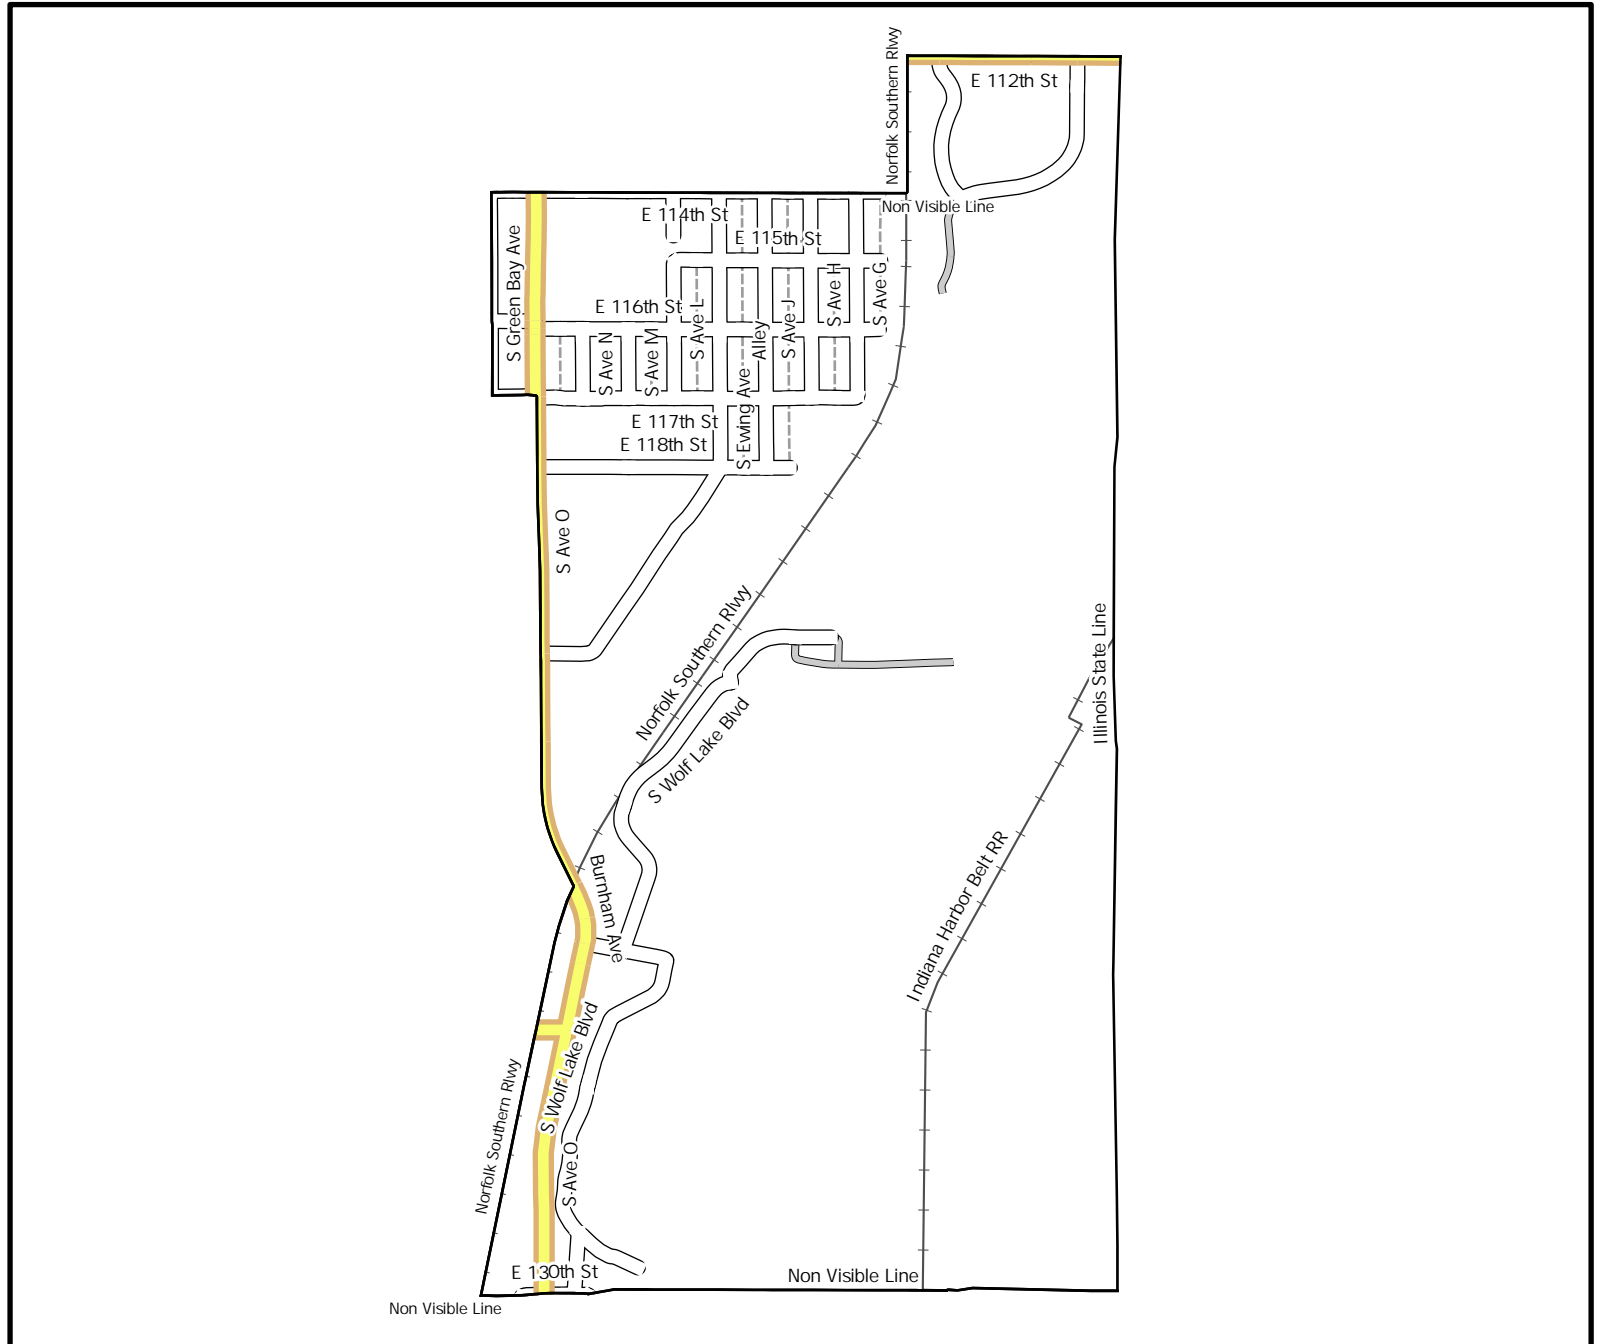 Norfolk Southern Rlwy
E 112th St
Non Visible Line
E 114th St
E 115th St
S Green Bay Ave
E 116th St
S Ave N
S Ave M
S Ave L
S Ewing Ave
Alley
S Ave J
S Ave H
S Ave G
E 117th St
E 118th St
S Ave O
Norfolk Southern Rlwy
S Wolf Lake Blvd
Illinois State Line
Burnham Ave
Indiana Harbor Belt RR
S Wolf Lake Blvd
Norfolk Southern Rlwy
S Ave O
E 130th St
Non Visible Line
Non Visible Line